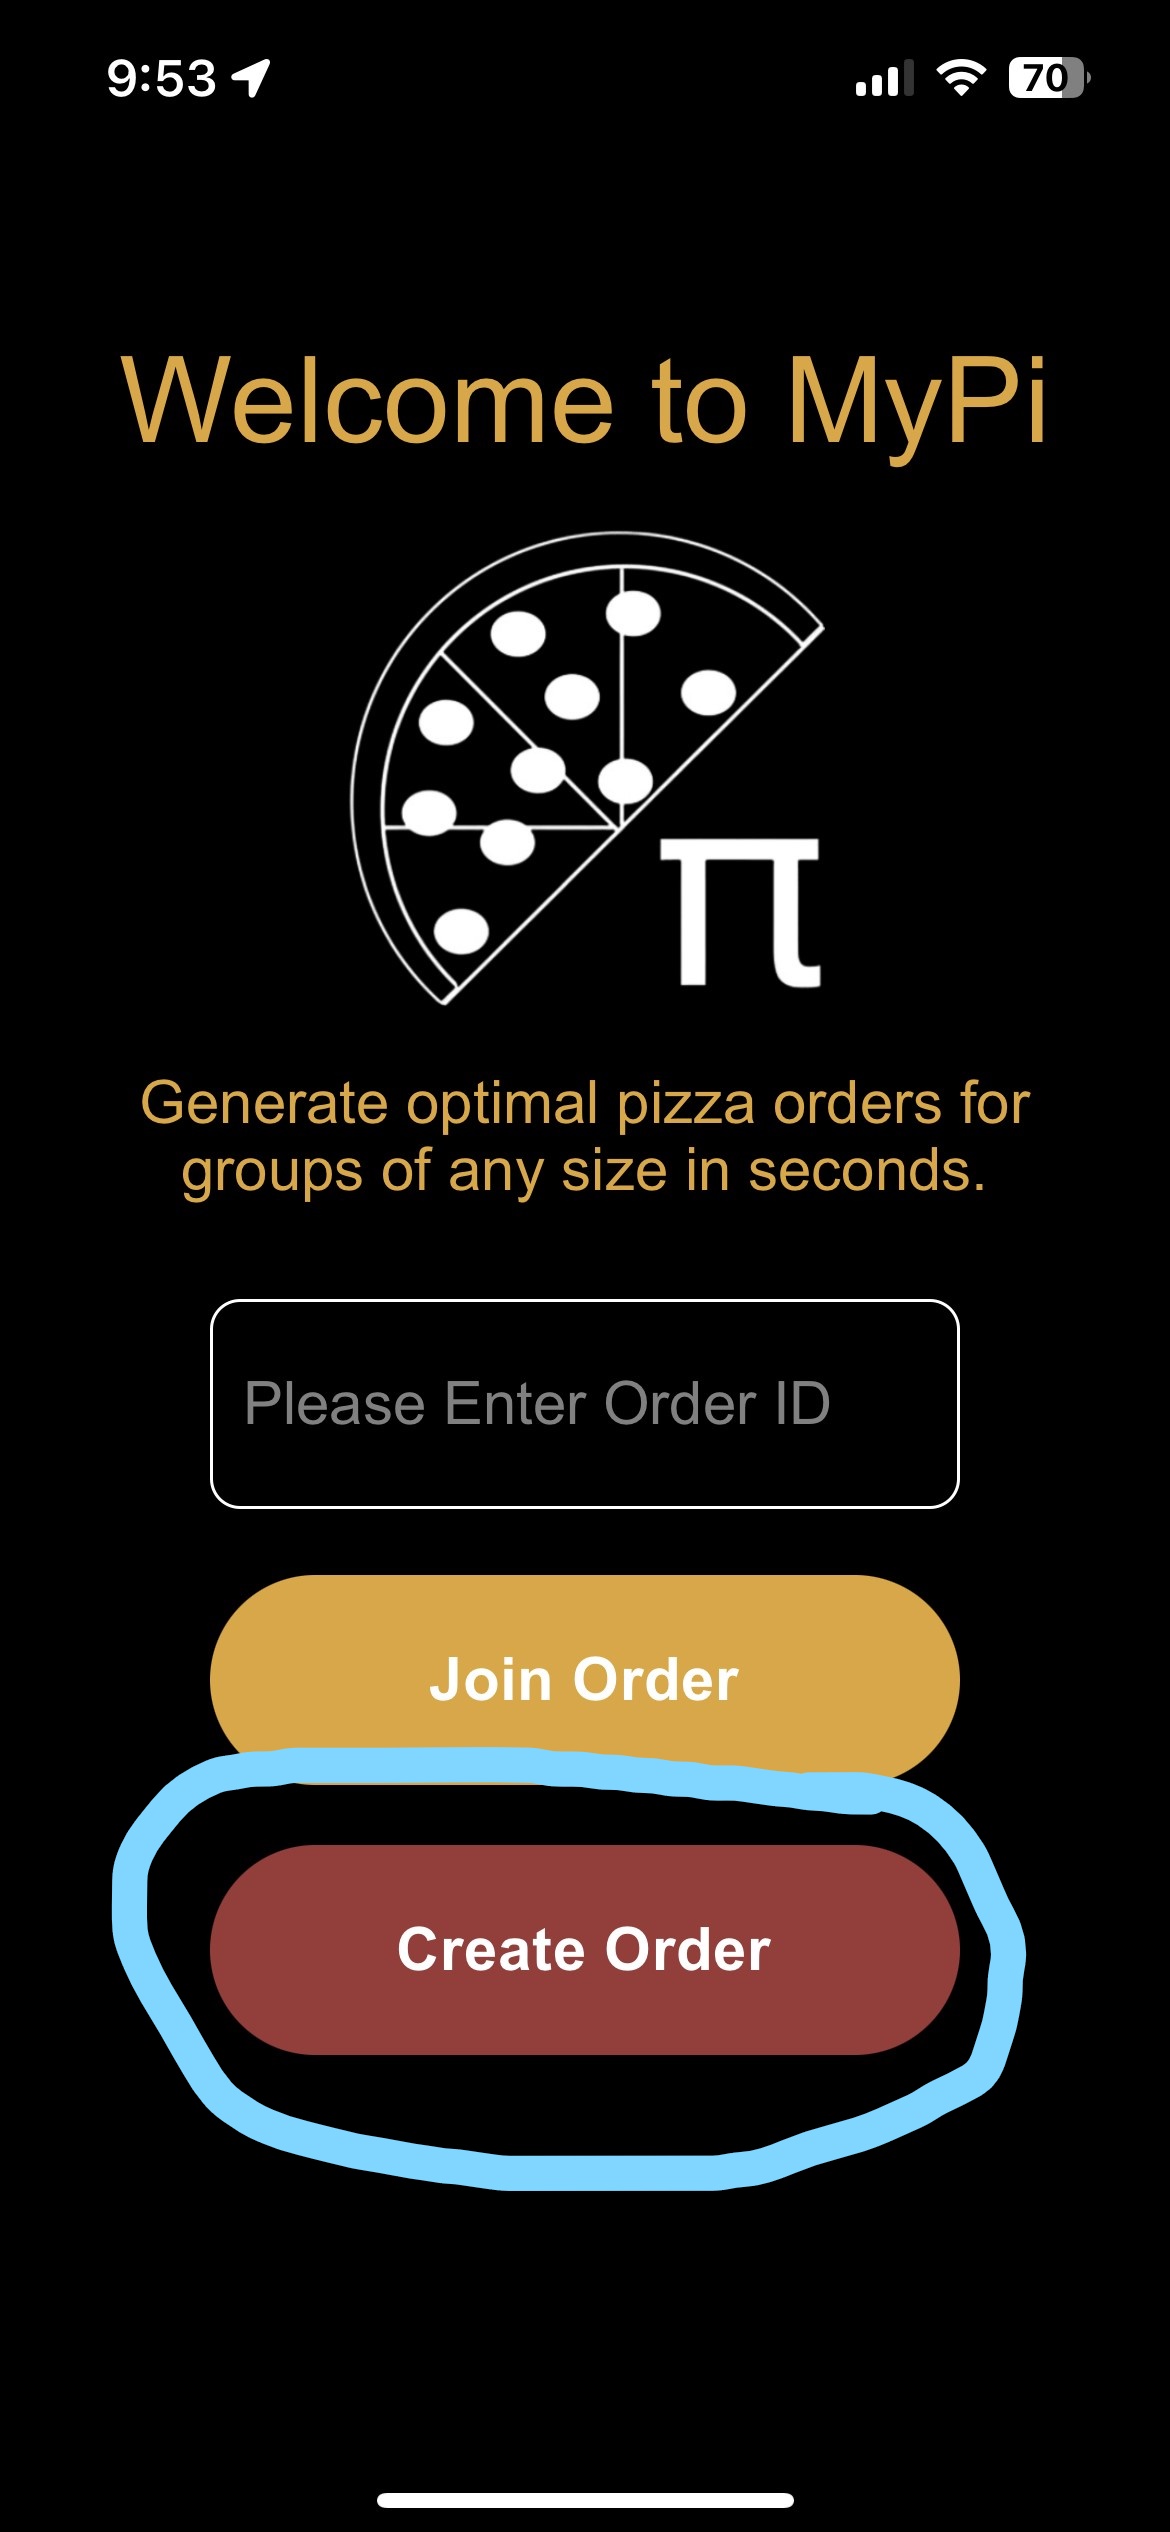 9:53
70
Welcome to MyPi
π
Generate optimal pizza orders for
groups of any size in seconds.
Please Enter Order ID
Join Order
Create Order